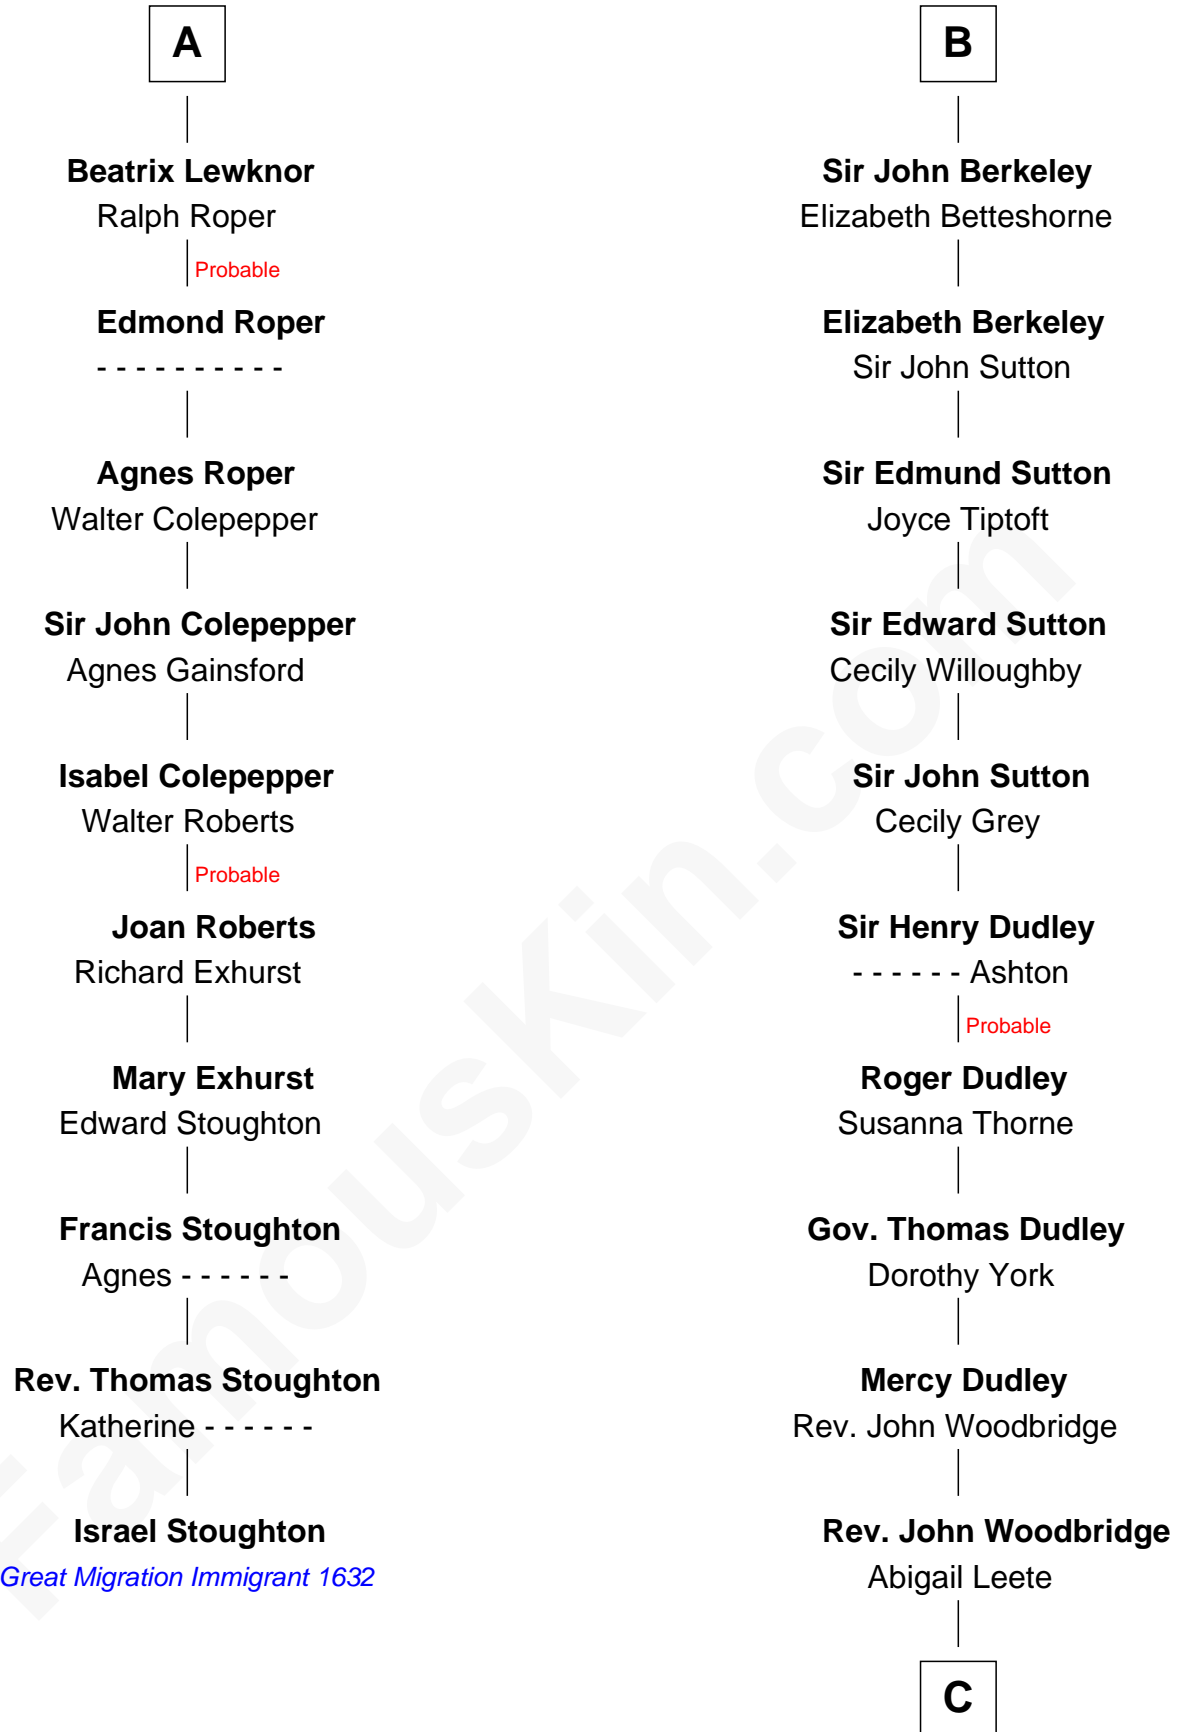 A
Beatrix Lewknor
Ralph Roper
Probable
Edmond Roper
- - - - - - - - - -
Agnes Roper
Walter Colepepper
Sir John Colepepper
Agnes Gainsford
Isabel Colepepper
Walter Roberts
Probable
Joan Roberts
Richard Exhurst
Mary Exhurst
Edward Stoughton
Francis Stoughton
Agnes - - - - - -
Rev. Thomas Stoughton
Katherine - - - - - -
Israel Stoughton
Great Migration Immigrant 1632
B
Sir John Berkeley
Elizabeth Betteshorne
Elizabeth Berkeley
Sir John Sutton
Sir Edmund Sutton
Joyce Tiptoft
Sir Edward Sutton
Cecily Willoughby
Sir John Sutton
Cecily Grey
Sir Henry Dudley
- - - - - - Ashton
Probable
Roger Dudley
Susanna Thorne
Gov. Thomas Dudley
Dorothy York
Mercy Dudley
Rev. John Woodbridge
Rev. John Woodbridge
Abigail Leete
C
FamousKin.com